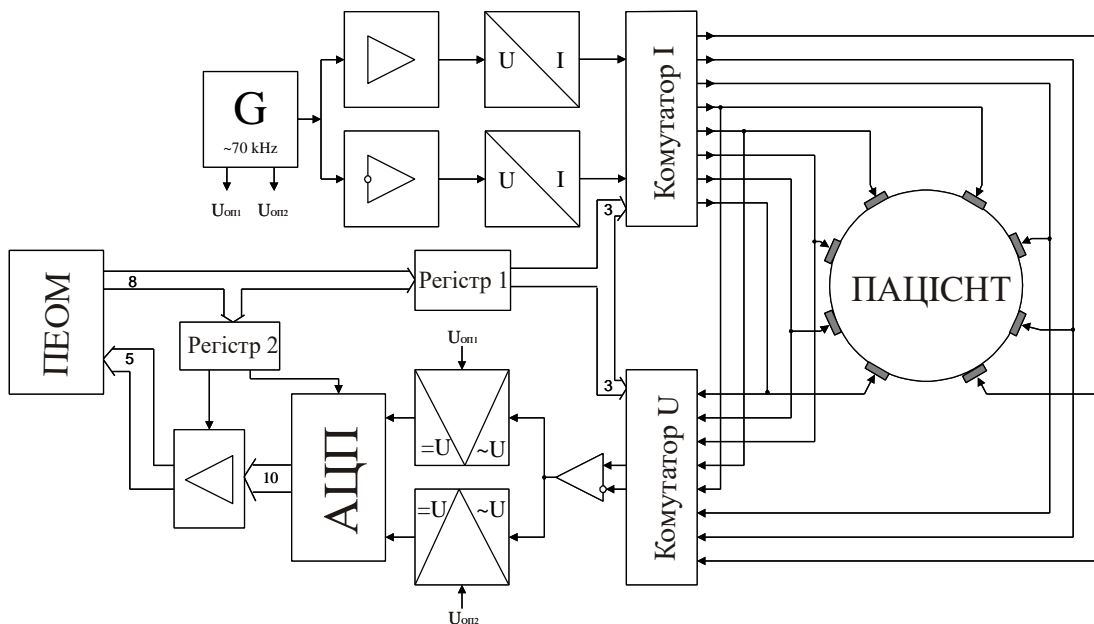 G
~70 kHz
Uоп1
Uоп2
U
I
U
I
Комутатор I
3
ПЕОМ
8
Регістр 1
Регістр 2
5
Uоп1
=U
~U
АЦП
10
=U
~U
Uоп2
3
Комутатор U
ПАЦІЄНТ